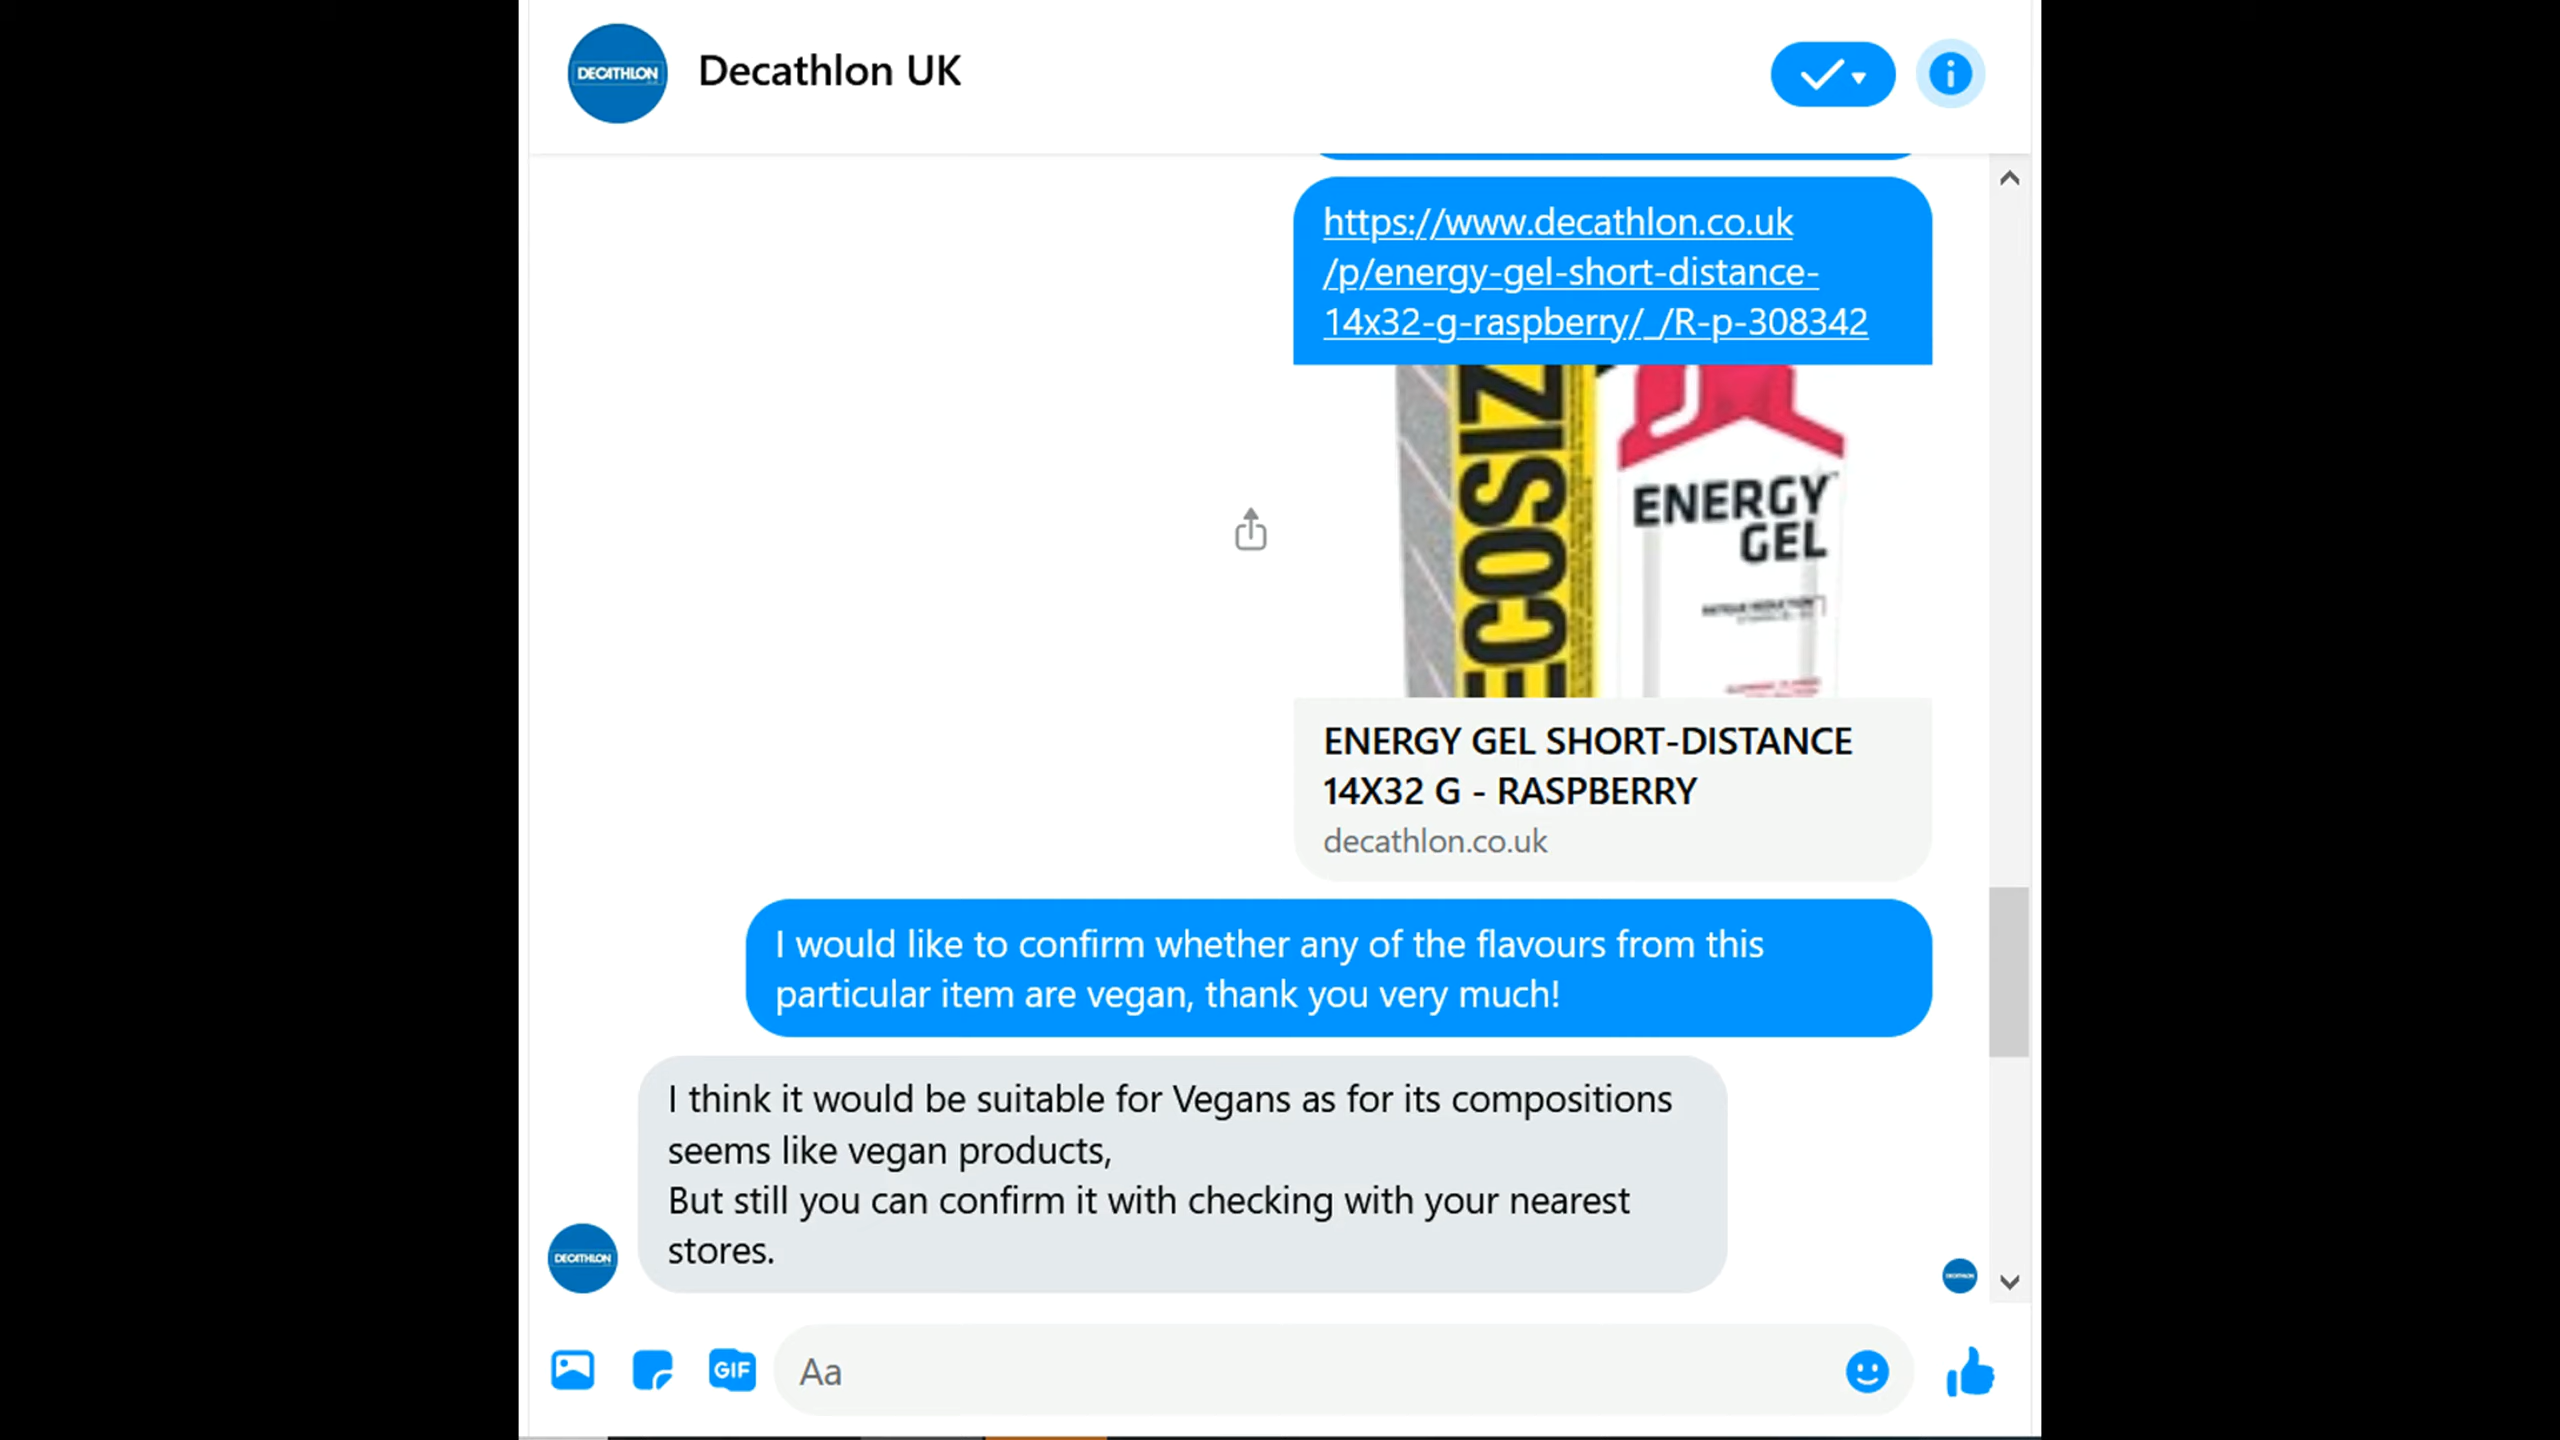 DECATHLON
Decathlon UK
https://www.decathlon.co.uk
/p/energy-gel-short-distance-
14x32-g-raspberry/_/R-p-308342
ECOSIZ
ENERGY
GEL
ENERGY GEL SHORT-DISTANCE
14X32 G - RASPBERRY
decathlon.co.uk
I would like to confirm whether any of the flavours from this
particular item are vegan, thank you very much!
I think it would be suitable for Vegans as for its compositions
seems like vegan products,
But still you can confirm it with checking with your nearest
stores.
DECATHLON
DECATHLON
GIF
Aa